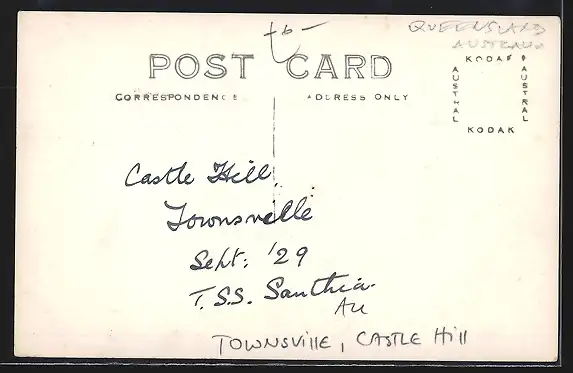 QUEENSLAND
AUSTRALIA
POST CARD
CORRESPONDENCE ADDRESS ONLY
KODAK
AUSTRAL
AUSTRAL
KODAK
Castle Hill,
Townsville
Sept: '29
T.S.S. Santhia.
Au
TOWNSVIllE, CASTLE Hill